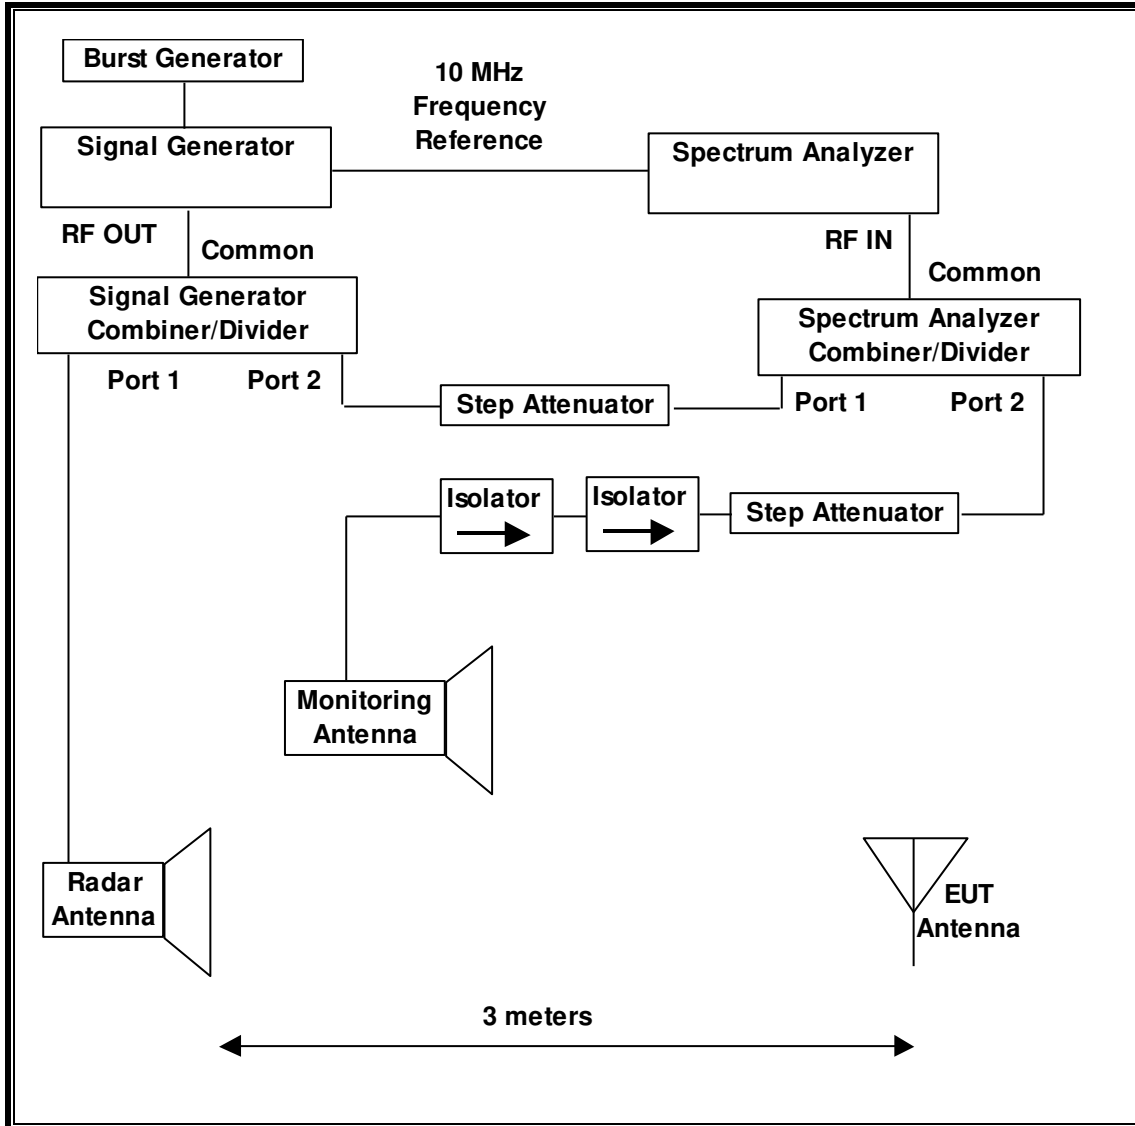 Burst Generator
10 MHz
Frequency
Reference
Signal Generator
Spectrum Analyzer
RF OUT
Common
RF IN
Common
Signal Generator
Combiner/Divider
Spectrum Analyzer
Combiner/Divider
Port 1
Port 2
Step Attenuator
Port 1
Port 2
Isolator
Isolator
Step Attenuator
Monitoring
Antenna
Radar
Antenna
EUT
Antenna
3 meters